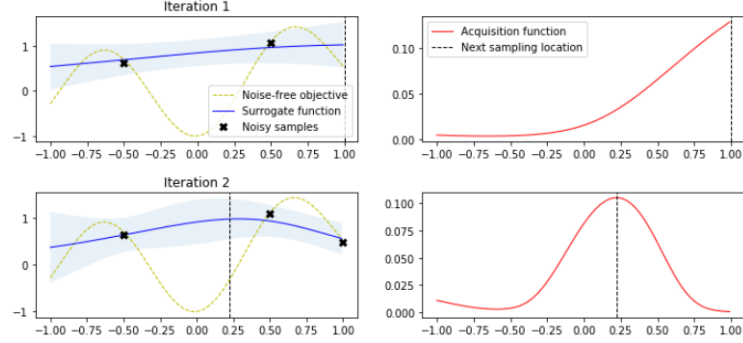 Iteration 1
1
0
−1
Noise-free objective
Surrogate function
Noisy samples
−1.00 −0.75 −0.50 −0.25 0.00 0.25 0.50 0.75 1.00
0.10
0.05
0.00
Acquisition function
Next sampling location
−1.00 −0.75 −0.50 −0.25 0.00 0.25 0.50 0.75 1.00
Iteration 2
1
0
−1
−1.00 −0.75 −0.50 −0.25 0.00 0.25 0.50 0.75 1.00
0.100
0.075
0.050
0.025
0.000
−1.00 −0.75 −0.50 −0.25 0.00 0.25 0.50 0.75 1.00